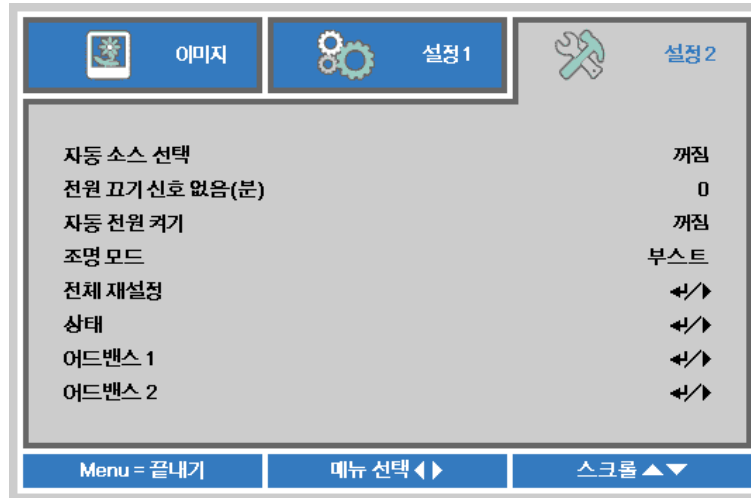 이미지 설정 1 설정 2
자동 소스 선택 꺼짐
전원 끄기 신호 없음(분) 0
자동 전원 켜기 꺼짐
조명 모드 부스트
전체 재설정 ↵/▶
상태 ↵/▶
어드밴스 1 ↵/▶
어드밴스 2 ↵/▶
Menu = 끝내기 메뉴 선택 ◀ ▶ 스크롤 ▲▼